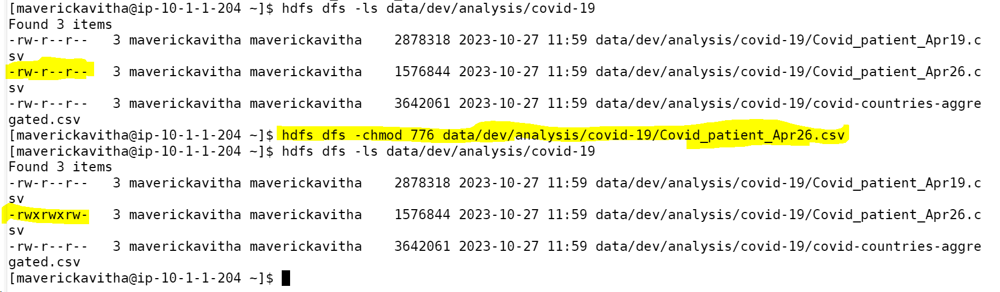 [maverickavitha@ip-10-1-1-204 ~]$ hdfs dfs -ls data/dev/analysis/covid-19
Found 3 items
-rw-r--r--   3 maverickavitha maverickavitha    2878318 2023-10-27 11:59 data/dev/analysis/covid-19/Covid_patient_Apr19.c
sv
-rw-r--r--   3 maverickavitha maverickavitha    1576844 2023-10-27 11:59 data/dev/analysis/covid-19/Covid_patient_Apr26.c
sv
-rw-r--r--   3 maverickavitha maverickavitha    3642061 2023-10-27 11:59 data/dev/analysis/covid-19/covid-countries-aggre
gated.csv
[maverickavitha@ip-10-1-1-204 ~]$ hdfs dfs -chmod 776 data/dev/analysis/covid-19/Covid_patient_Apr26.csv
[maverickavitha@ip-10-1-1-204 ~]$ hdfs dfs -ls data/dev/analysis/covid-19
Found 3 items
-rw-r--r--   3 maverickavitha maverickavitha    2878318 2023-10-27 11:59 data/dev/analysis/covid-19/Covid_patient_Apr19.c
sv
-rwxrwxrw-   3 maverickavitha maverickavitha    1576844 2023-10-27 11:59 data/dev/analysis/covid-19/Covid_patient_Apr26.c
sv
-rw-r--r--   3 maverickavitha maverickavitha    3642061 2023-10-27 11:59 data/dev/analysis/covid-19/covid-countries-aggre
gated.csv
[maverickavitha@ip-10-1-1-204 ~]$